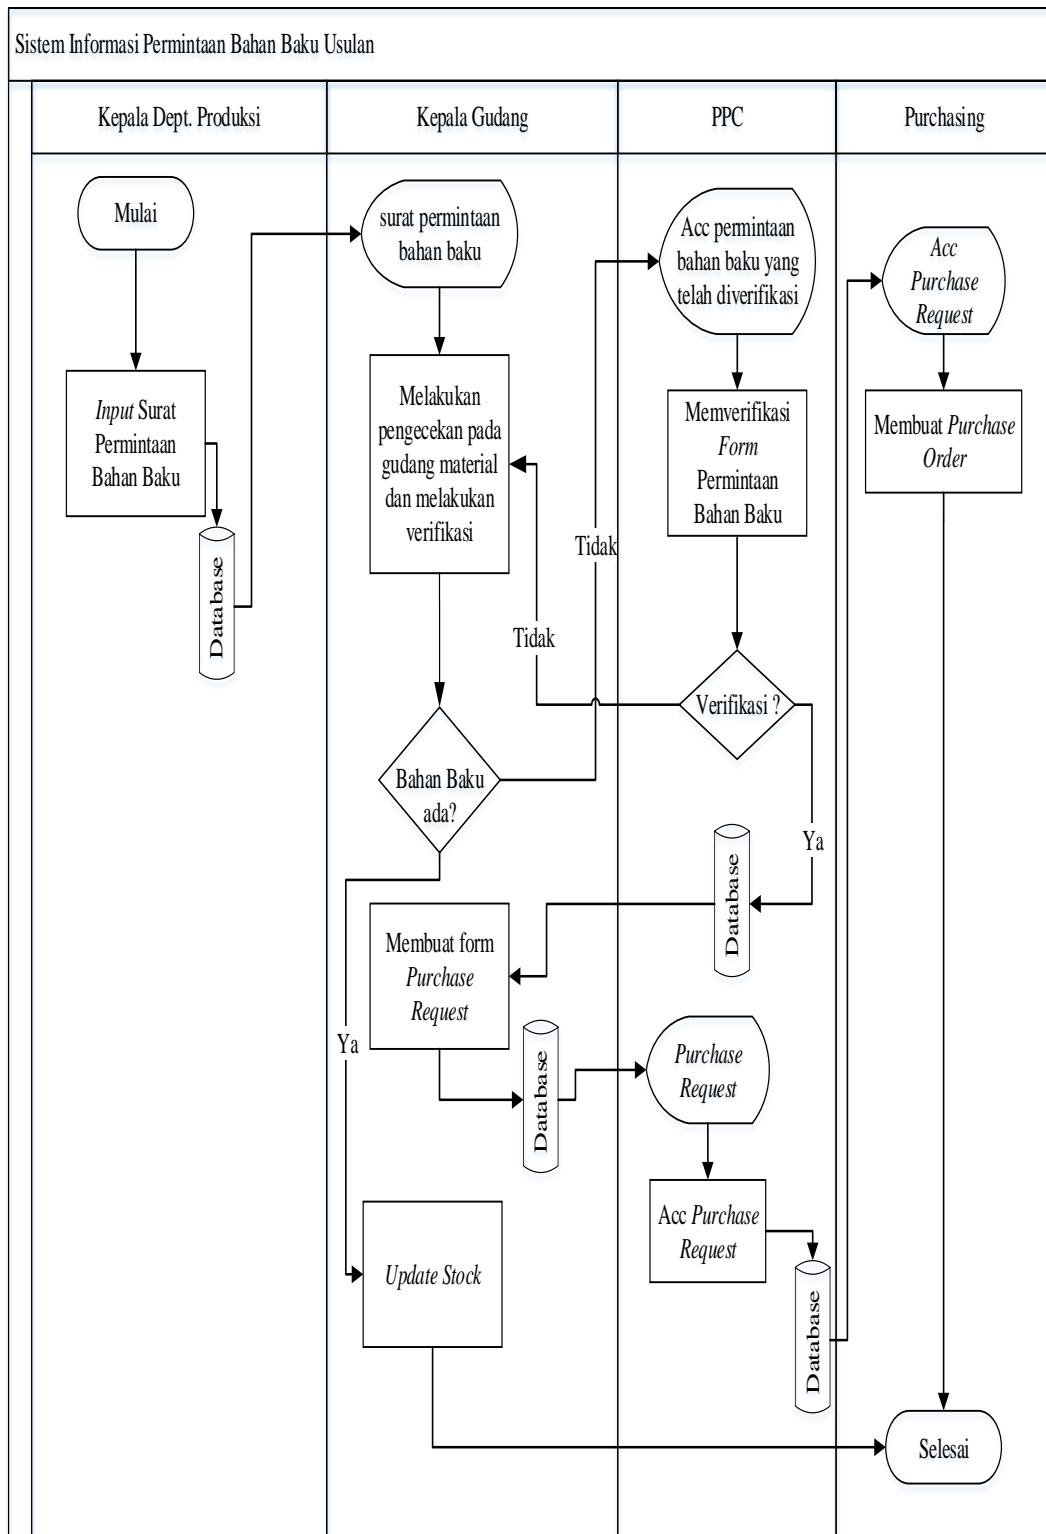 Sistem Informasi Permintaan Bahan Baku Usulan
Kepala Dept. Produksi
Kepala Gudang
PPC
Purchasing
Mulai
Input Surat
Permintaan
Bahan Baku
Database
surat permintaan
bahan baku
Melakukan
pengecekan pada
gudang material
dan melakukan
verifikasi
Tidak
Bahan Baku
ada?
Ya
Membuat form
Purchase
Request
Database
Update Stock
Tidak
Acc permintaan
bahan baku yang
telah diverifikasi
Memverifikasi
Form
Permintaan
Bahan Baku
Verifikasi ?
Ya
Database
Purchase
Request
Acc Purchase
Request
Database
Acc
Purchase
Request
Membuat Purchase
Order
Selesai